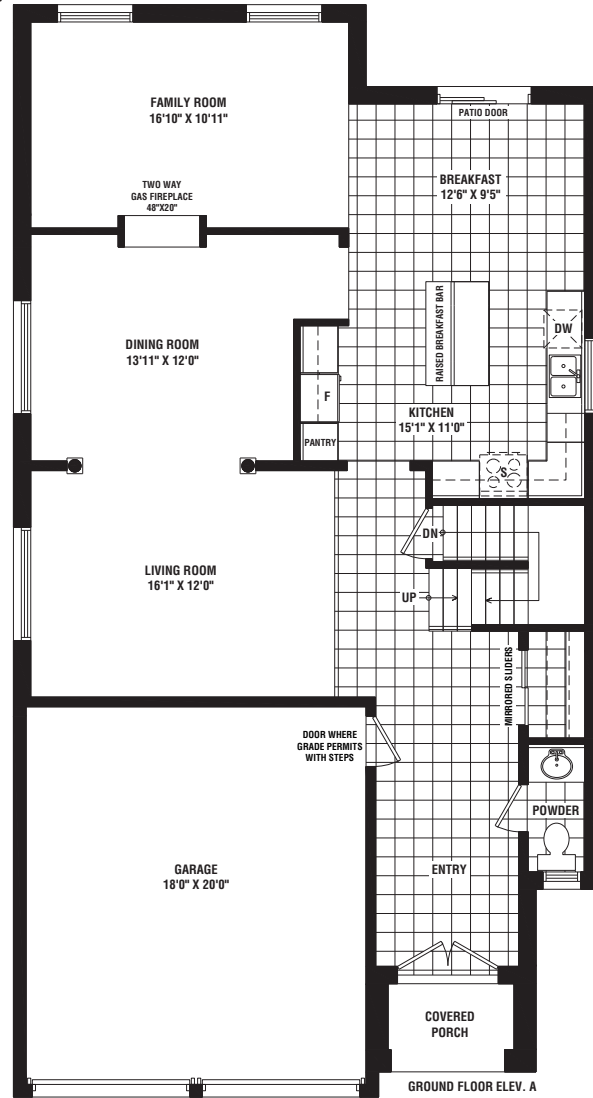 FAMILY ROOM
16'10" X 10'11"
PATIO DOOR
BREAKFAST
12'6" X 9'5"
TWO WAY
GAS FIREPLACE
48"X20"
RAISED BREAKFAST BAR
DW
DINING ROOM
13'11" X 12'0"
F
KITCHEN
15'1" X 11'0"
PANTRY
S
DN
LIVING ROOM
16'1" X 12'0"
UP
MIRRORED SLIDERS
DOOR WHERE
GRADE PERMITS
WITH STEPS
POWDER
GARAGE
18'0" X 20'0"
ENTRY
COVERED
PORCH
GROUND FLOOR ELEV. A